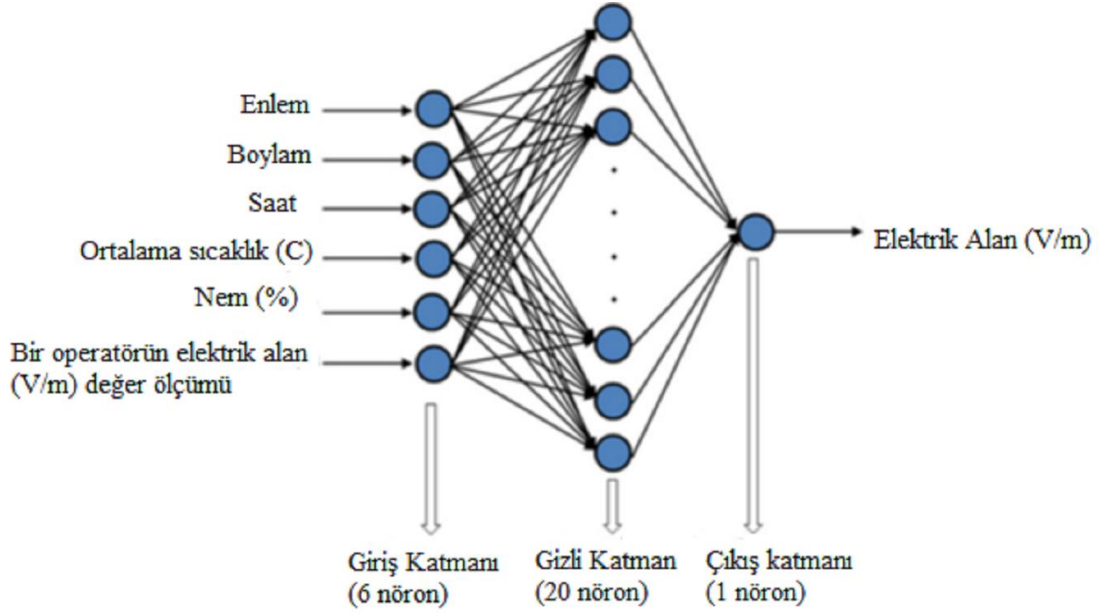 Enlem
Boylam
Saat
Ortalama sıcaklık (C)
Nem (%)
Bir operatörün elektrik alan
(V/m) değer ölçümü
Elektrik Alan (V/m)
Giriş Katmanı
(6 nöron)
Gizli Katman
(20 nöron)
Çıkış katmanı
(1 nöron)